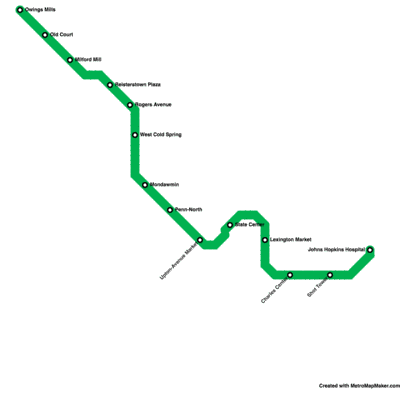 Owings Mills
Old Court
Milford Mill
Reisterstown Plaza
Rogers Avenue
West Cold Spring
Mondawmin
Penn-North
Upton-Avenue Market
State Center
Lexington Market
Johns Hopkins Hospital
Charles Center
Shot Tower
Created with MetroMapMaker.com